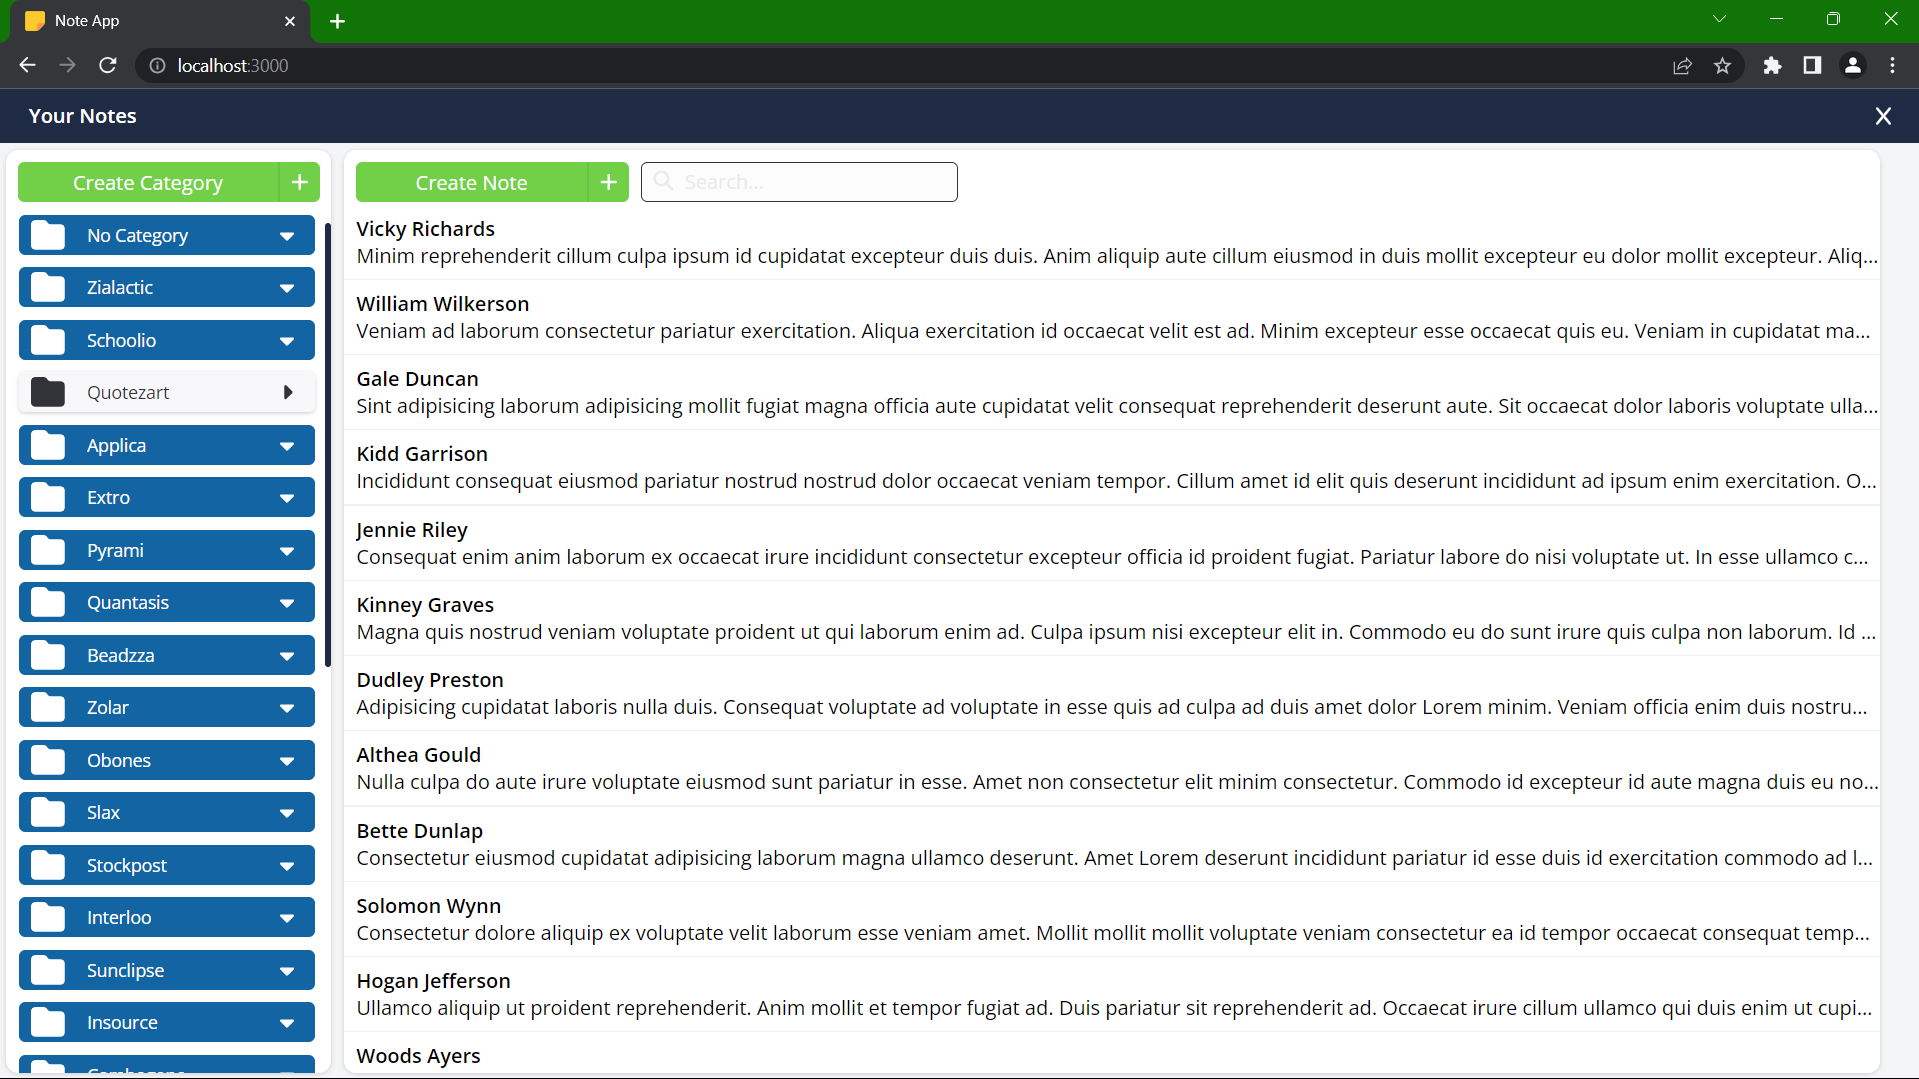 Note App
localhost:3000
Your Notes
Create Category
No Category
Zialactic
Schoolio
Quotezart
Applica
Extro
Pyrami
Quantasis
Beadzza
Zolar
Obones
Slax
Stockpost
Interloo
Sunclipse
Insource
Create Note
Search...
Vicky Richards
Minim reprehenderit cillum culpa ipsum id cupidatat excepteur duis duis. Anim aliquip aute cillum eiusmod in duis mollit excepteur eu dolor mollit excepteur. Aliq...
William Wilkerson
Veniam ad laborum consectetur pariatur exercitation. Aliqua exercitation id occaecat velit est ad. Minim excepteur esse occaecat quis eu. Veniam in cupidatat ma...
Gale Duncan
Sint adipisicing laborum adipisicing mollit fugiat magna officia aute cupidatat velit consequat reprehenderit deserunt aute. Sit occaecat dolor laboris voluptate ulla...
Kidd Garrison
Incididunt consequat eiusmod pariatur nostrud nostrud dolor occaecat veniam tempor. Cillum amet id elit quis deserunt incididunt ad ipsum enim exercitation. O...
Jennie Riley
Consequat enim anim laborum ex occaecat irure incididunt consectetur excepteur officia id proident fugiat. Pariatur labore do nisi voluptate ut. In esse ullamco c...
Kinney Graves
Magna quis nostrud veniam voluptate proident ut qui laborum enim ad. Culpa ipsum nisi excepteur elit in. Commodo eu do sunt irure quis culpa non laborum. Id ...
Dudley Preston
Adipisicing cupidatat laboris nulla duis. Consequat voluptate ad voluptate in esse quis ad culpa ad duis amet dolor Lorem minim. Veniam officia enim duis nostru...
Althea Gould
Nulla culpa do aute irure voluptate eiusmod sunt pariatur in esse. Amet non consectetur elit minim consectetur. Commodo id excepteur id aute magna duis eu no...
Bette Dunlap
Consectetur eiusmod cupidatat adipisicing laborum magna ullamco deserunt. Amet Lorem deserunt incididunt pariatur id esse duis id exercitation commodo ad l...
Solomon Wynn
Consectetur dolore aliquip ex voluptate velit laborum esse veniam amet. Mollit mollit mollit voluptate veniam consectetur ea id tempor occaecat consequat temp...
Hogan Jefferson
Ullamco aliquip ut proident reprehenderit. Anim mollit et tempor fugiat ad. Duis pariatur sit reprehenderit ad. Occaecat irure cillum ullamco qui duis enim ut cupi...
Woods Ayers